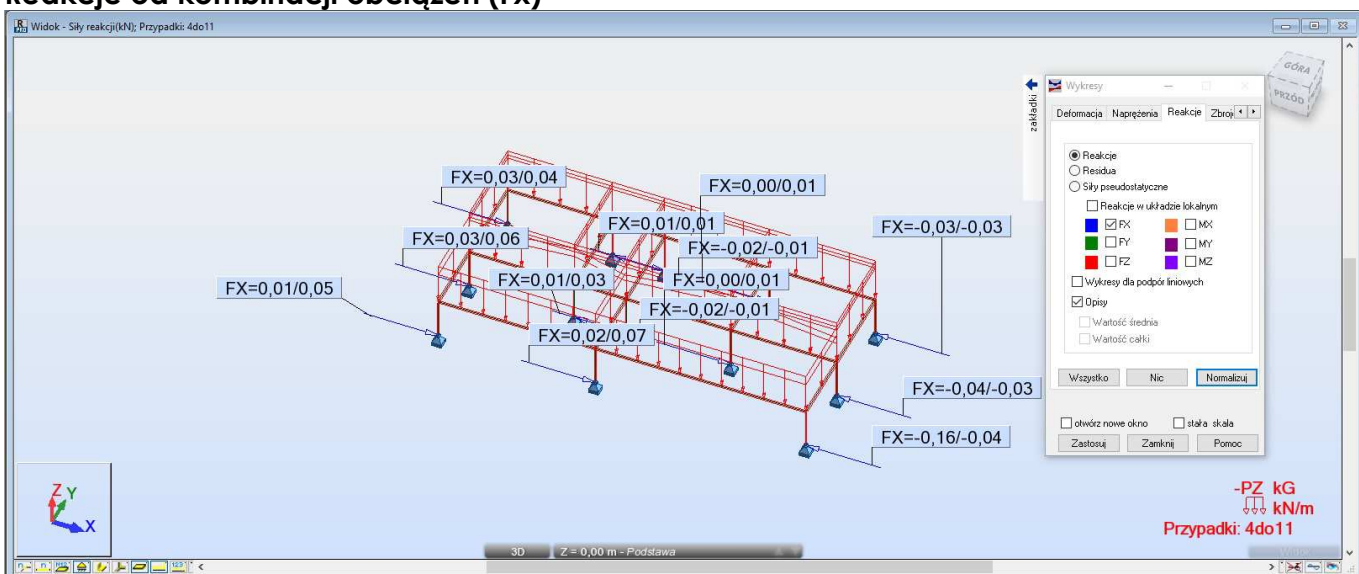 Reakcje od kombinacji obciążeń (Fx)
Widok - Siły reakcji(kN); Przypadki: 4do11
GÓRA
PRZÓD
zakładki
Wykresy
Deformacja Naprężenia Reakcje Zbroj
Reakcje
Residua
Siły pseudostatyczne
Reakcje w układzie lokalnym
FX MX
FY MY
FZ MZ
Wykresy dla podpór liniowych
Opisy
Wartość średnia
Wartość całki
Wszystko Nic Normalizuj
otwórz nowe okno stała skala
Zastosuj Zamknij Pomoc
FX=0,03/0,04
FX=0,00/0,01
FX=0,01/0,01
FX=-0,03/-0,03
FX=0,03/0,06
FX=-0,02/-0,01
FX=0,01/0,03
FX=0,00/0,01
FX=0,01/0,05
FX=-0,02/-0,01
FX=0,02/0,07
FX=-0,04/-0,03
FX=-0,16/-0,04
Z Y
X
-PZ kG
kN/m
Przypadki: 4do11
3D Z = 0,00 m - Podstawa
Widok